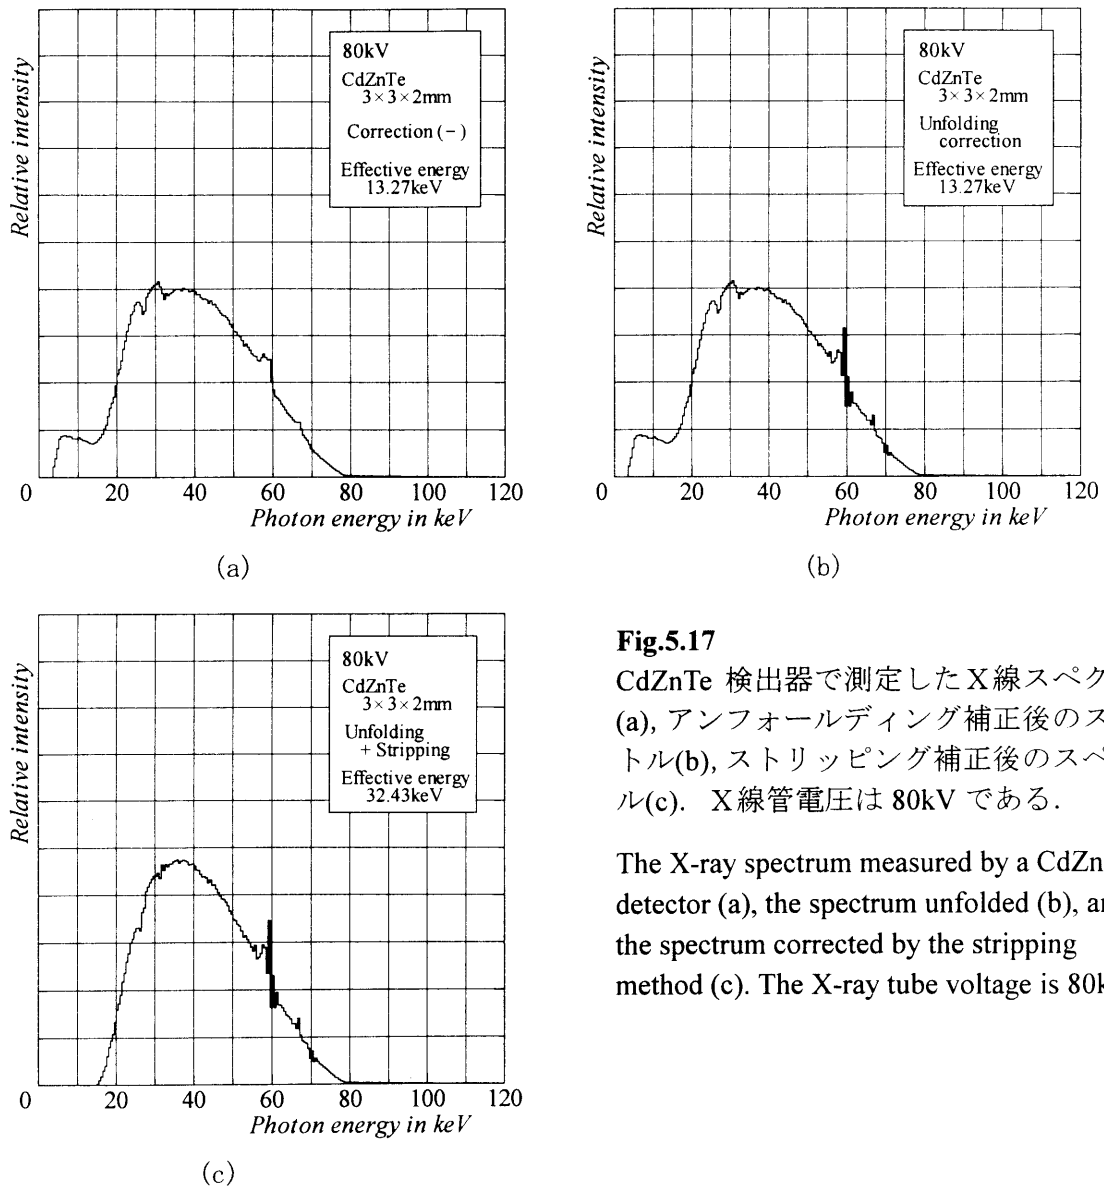 Relative intensity
80kV
CdZnTe
3×3×2mm
Correction (−)
Effective energy
13.27keV
0 20 40 60 80 100 120
Photon energy in keV
(a)
Relative intensity
80kV
CdZnTe
3×3×2mm
Unfolding
correction
Effective energy
13.27keV
0 20 40 60 80 100 120
Photon energy in keV
(b)
Relative intensity
80kV
CdZnTe
3×3×2mm
Unfolding
+ Stripping
Effective energy
32.43keV
0 20 40 60 80 100 120
Photon energy in keV
(c)
Fig.5.17
CdZnTe 検出器で測定したX線スペク
(a), アンフォールディング補正後のス
トル(b), ストリッピング補正後のスペ
ル(c). X線管電圧は 80kV である.
The X-ray spectrum measured by a CdZn
detector (a), the spectrum unfolded (b), a
the spectrum corrected by the stripping
method (c). The X-ray tube voltage is 80k